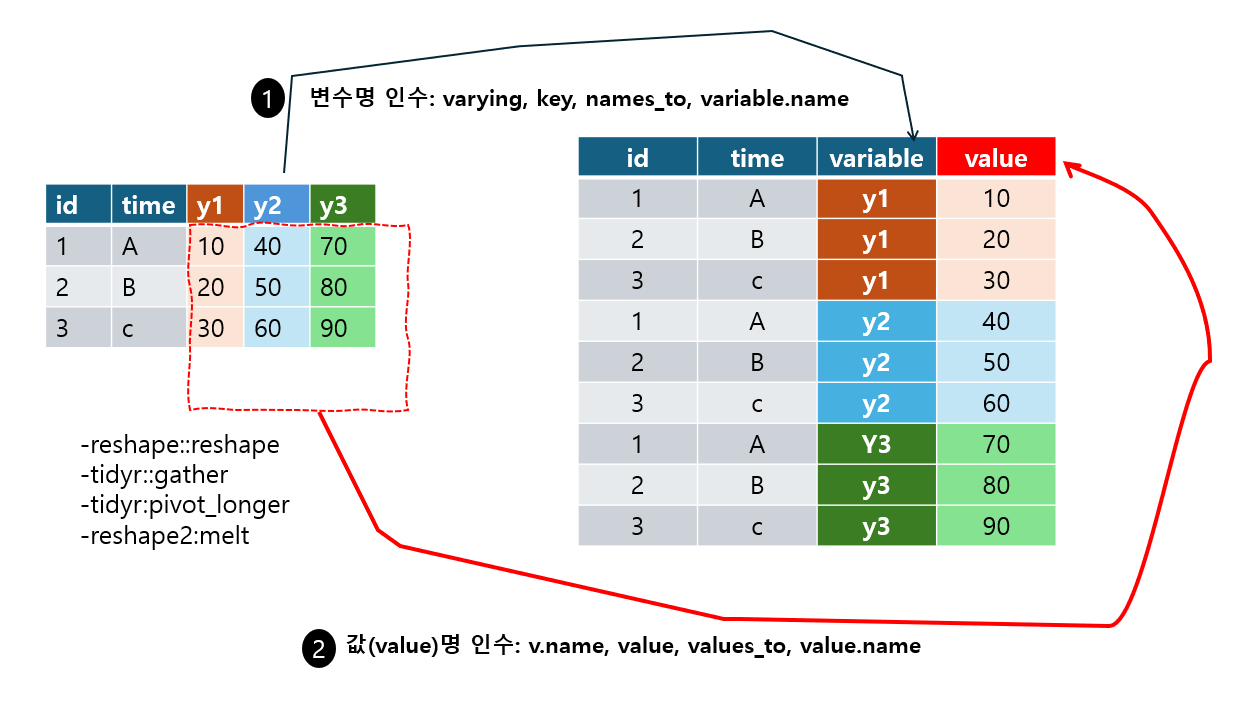 1 변수명 인수: varying, key, names_to, variable.name
id time y1 y2 y3
1 A 10 40 70
2 B 20 50 80
3 c 30 60 90
id time variable value
1 A y1 10
2 B y1 20
3 c y1 30
1 A y2 40
2 B y2 50
3 c y2 60
1 A Y3 70
2 B y3 80
3 c y3 90
-reshape::reshape
-tidyr::gather
-tidyr:pivot_longer
-reshape2:melt
2 값(value)명 인수: v.name, value, values_to, value.name